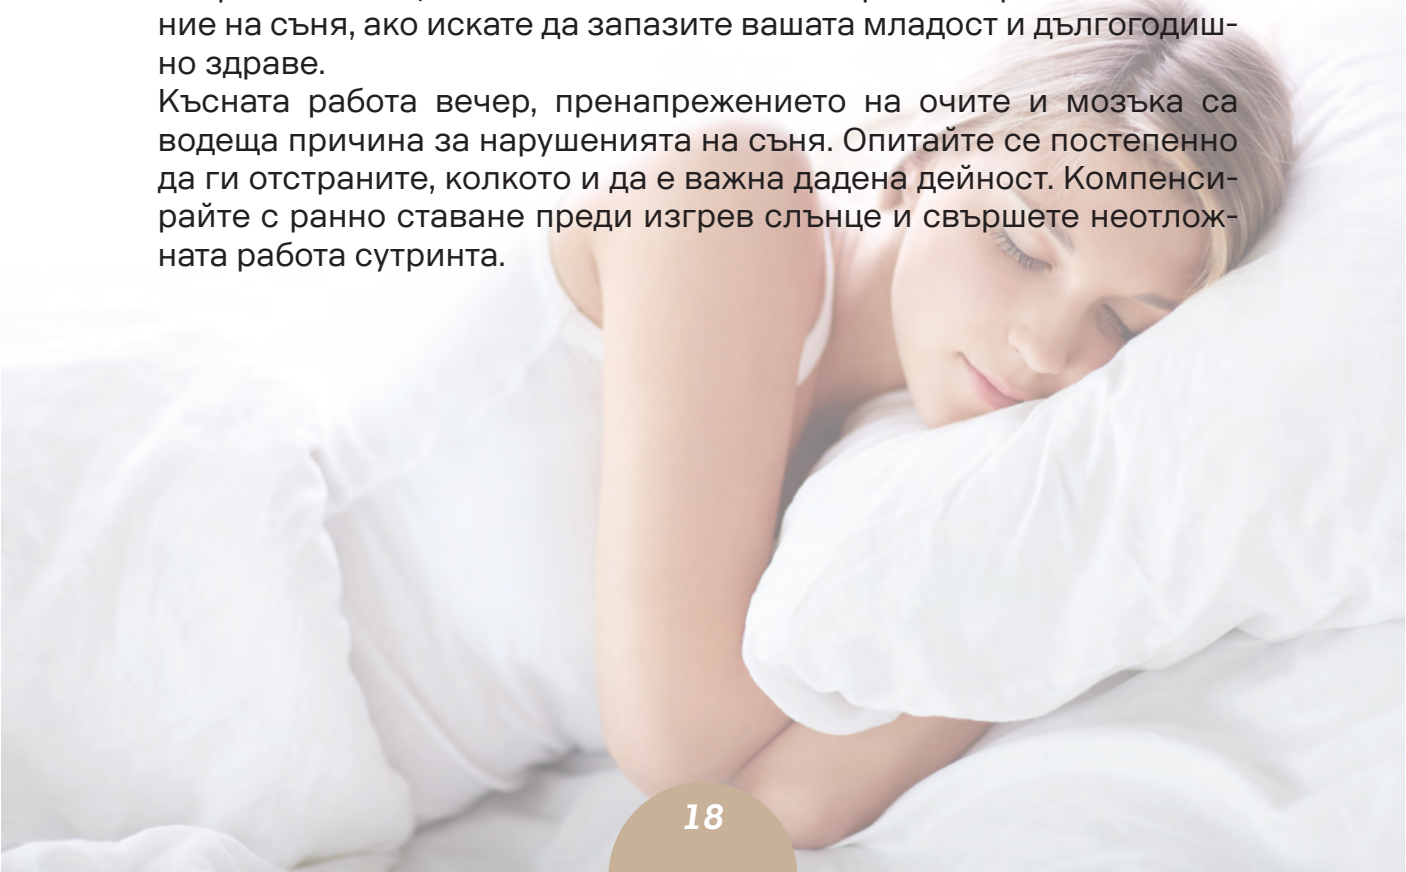 ние на съня, ако искате да запазите вашата младост и дългогодиш-
но здраве.
Късната работа вечер, пренапрежението на очите и мозъка са
водеща причина за нарушенията на съня. Опитайте се постепенно
да ги отстраните, колкото и да е важна дадена дейност. Компенси-
райте с ранно ставане преди изгрев слънце и свършете неотлож-
ната работа сутринта.
18